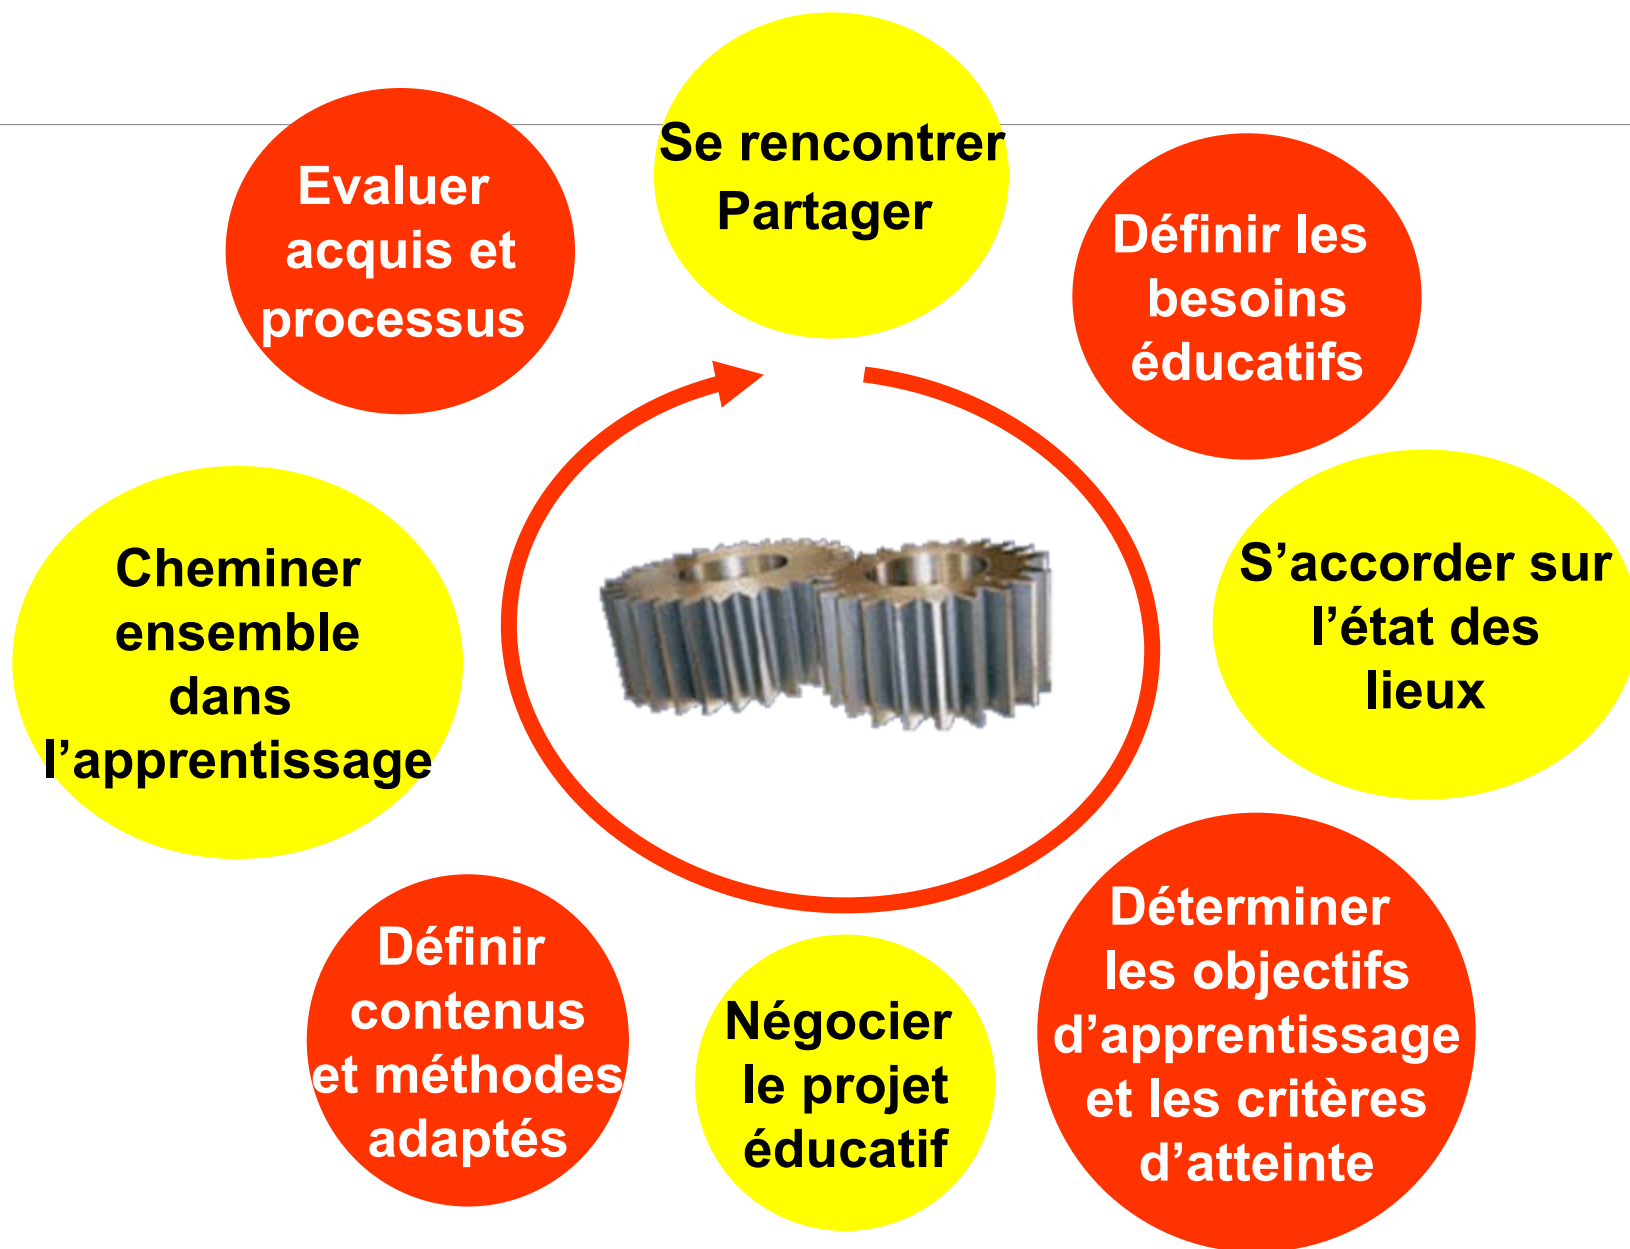 Se rencontrer
Partager
Définir les
besoins
éducatifs
S’accorder sur
l’état des
lieux
Déterminer
les objectifs
d’apprentissage
et les critères
d’atteinte
Négocier
le projet
éducatif
Définir
contenus
et méthodes
adaptés
Cheminer
ensemble
dans
l’apprentissage
Evaluer
acquis et
processus